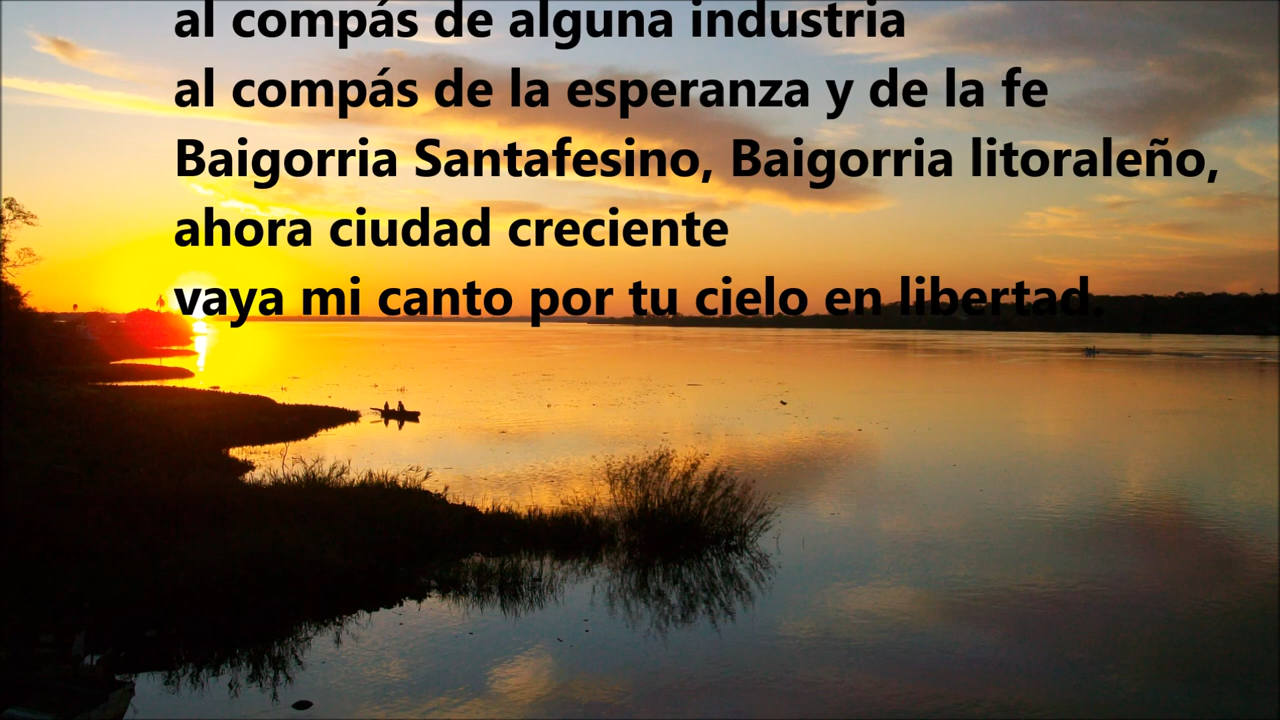 al compás de alguna industria
al compás de la esperanza y de la fe
Baigorria Santafesino, Baigorria litoraleño,
ahora ciudad creciente
vaya mi canto por tu cielo en libertad.